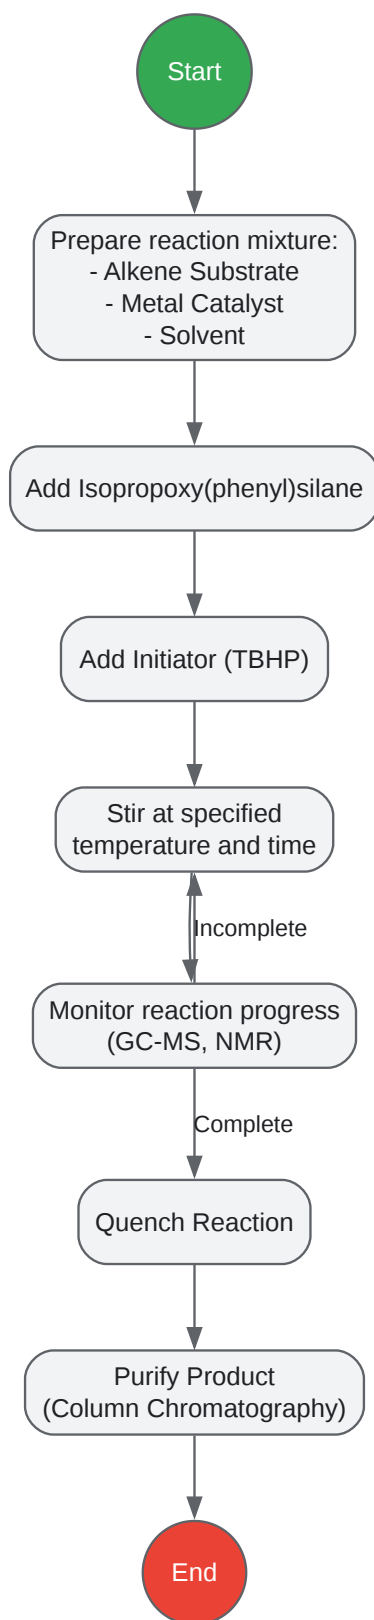 Start
Prepare reaction mixture:
- Alkene Substrate
- Metal Catalyst
- Solvent
Add Isopropoxy(phenyl)silane
Add Initiator (TBHP)
Stir at specified
temperature and time
Incomplete
Monitor reaction progress
(GC-MS, NMR)
Complete
Quench Reaction
Purify Product
(Column Chromatography)
End